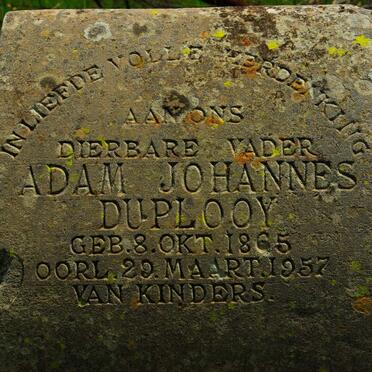 IN LIEFDE VOLLE HERDENKING
AAN ONS
DIERBARE VADER
ADAM JOHANNES
DUPLOOY
GEB. 8. OKT. 1865
OORL. 29. MAART. 1957
VAN KINDERS.